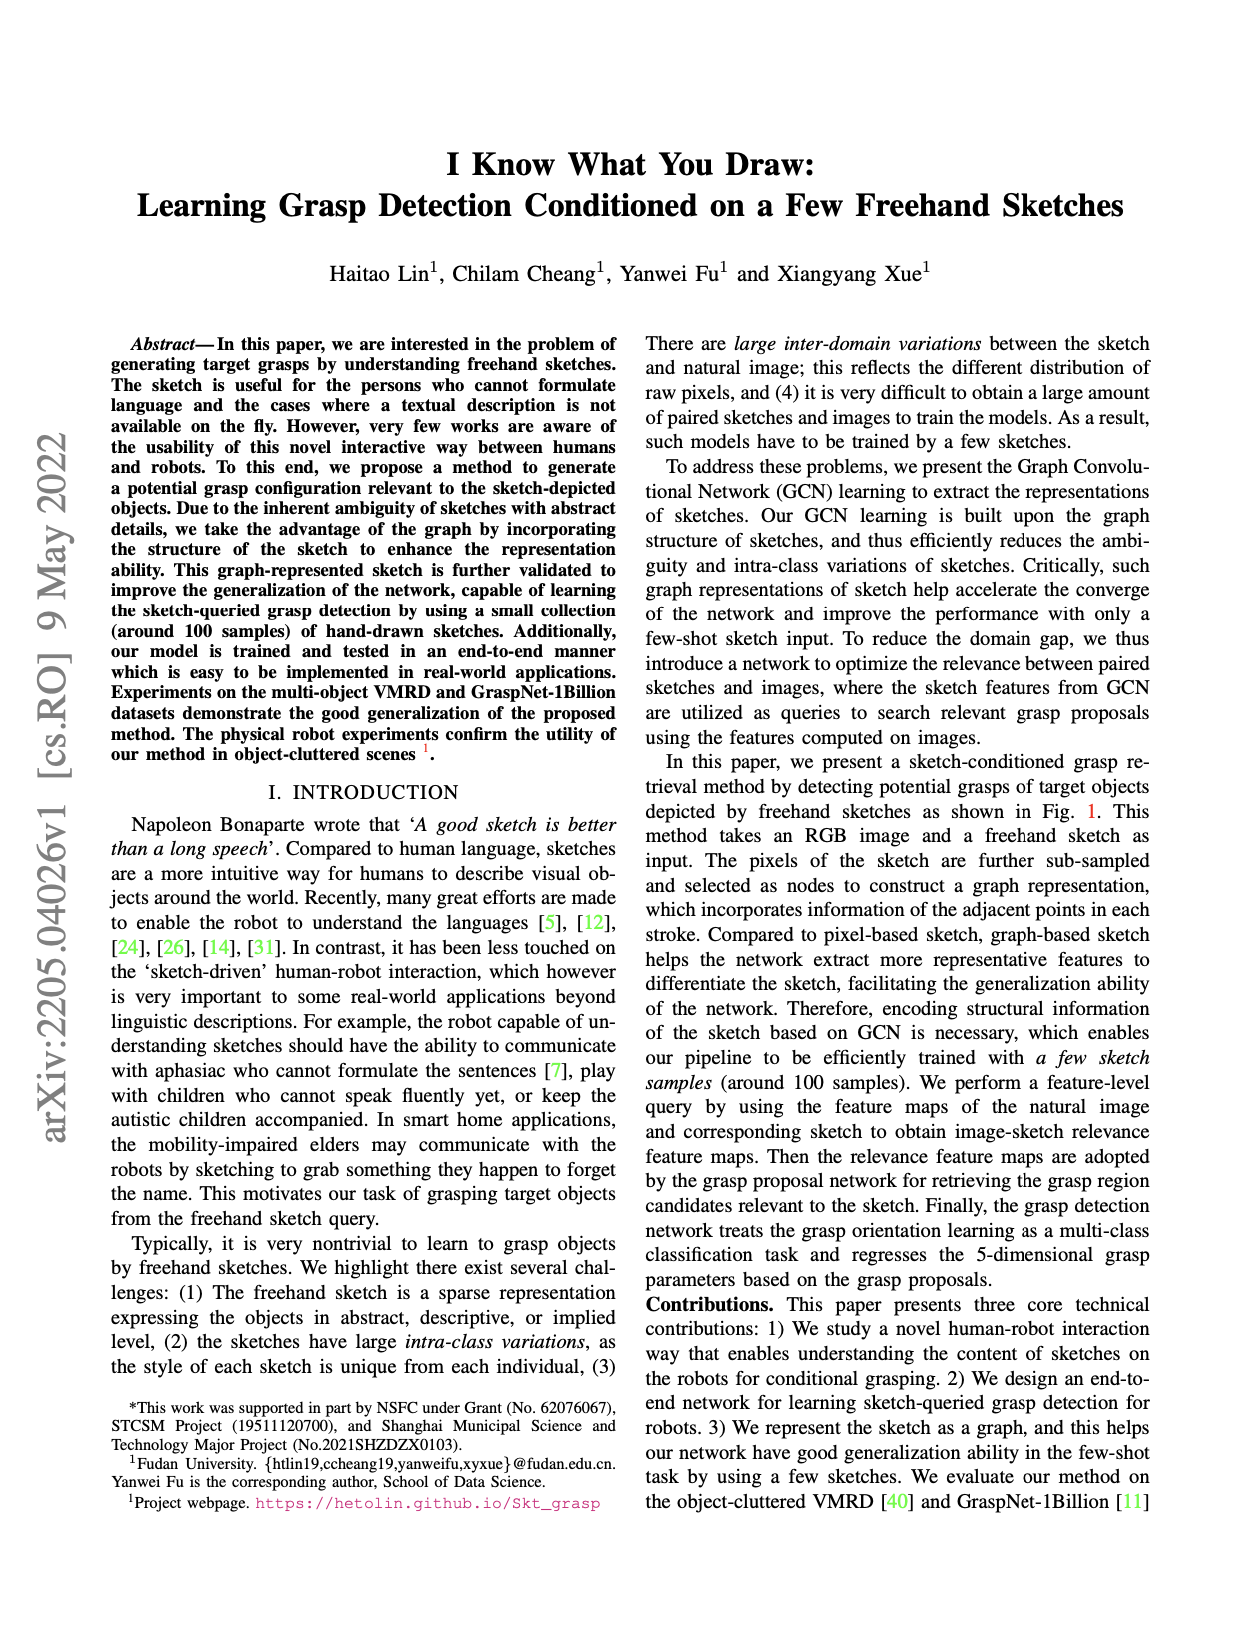 I Know What You Draw:
Learning Grasp Detection Conditioned on a Few Freehand Sketches
Haitao Lin1, Chilam Cheang1, Yanwei Fu1 and Xiangyang Xue1
Abstract— In this paper, we are interested in the problem of
generating target grasps by understanding freehand sketches.
The sketch is useful for the persons who cannot formulate
language and the cases where a textual description is not
available on the fly. However, very few works are aware of
the usability of this novel interactive way between humans
and robots. To this end, we propose a method to generate
a potential grasp configuration relevant to the sketch-depicted
objects. Due to the inherent ambiguity of sketches with abstract
details, we take the advantage of the graph by incorporating
the structure of the sketch to enhance the representation
ability. This graph-represented sketch is further validated to
improve the generalization of the network, capable of learning
the sketch-queried grasp detection by using a small collection
(around 100 samples) of hand-drawn sketches. Additionally,
our model is trained and tested in an end-to-end manner
which is easy to be implemented in real-world applications.
Experiments on the multi-object VMRD and GraspNet-1Billion
datasets demonstrate the good generalization of the proposed
method. The physical robot experiments confirm the utility of
our method in object-cluttered scenes 1.
I. INTRODUCTION
Napoleon Bonaparte wrote that ‘A good sketch is better
than a long speech’. Compared to human language, sketches
are a more intuitive way for humans to describe visual ob-
jects around the world. Recently, many great efforts are made
to enable the robot to understand the languages [5], [12],
[24], [26], [14], [31]. In contrast, it has been less touched on
the ‘sketch-driven’ human-robot interaction, which however
is very important to some real-world applications beyond
linguistic descriptions. For example, the robot capable of un-
derstanding sketches should have the ability to communicate
with aphasiac who cannot formulate the sentences [7], play
with children who cannot speak fluently yet, or keep the
autistic children accompanied. In smart home applications,
the mobility-impaired elders may communicate with the
robots by sketching to grab something they happen to forget
the name. This motivates our task of grasping target objects
from the freehand sketch query.
Typically, it is very nontrivial to learn to grasp objects
by freehand sketches. We highlight there exist several chal-
lenges: (1) The freehand sketch is a sparse representation
expressing the objects in abstract, descriptive, or implied
level, (2) the sketches have large intra-class variations, as
the style of each sketch is unique from each individual, (3)
*This work was supported in part by NSFC under Grant (No. 62076067),
STCSM Project (19511120700), and Shanghai Municipal Science and
Technology Major Project (No.2021SHZDZX0103).
1Fudan University. {htlin19,ccheang19,yanweifu,xyxue}@fudan.edu.cn.
Yanwei Fu is the corresponding author, School of Data Science.
1Project webpage. https://hetolin.github.io/Skt_grasp
There are large inter-domain variations between the sketch
and natural image; this reflects the different distribution of
raw pixels, and (4) it is very difficult to obtain a large amount
of paired sketches and images to train the models. As a result,
such models have to be trained by a few sketches.
To address these problems, we present the Graph Convolu-
tional Network (GCN) learning to extract the representations
of sketches. Our GCN learning is built upon the graph
structure of sketches, and thus efficiently reduces the ambi-
guity and intra-class variations of sketches. Critically, such
graph representations of sketch help accelerate the converge
of the network and improve the performance with only a
few-shot sketch input. To reduce the domain gap, we thus
introduce a network to optimize the relevance between paired
sketches and images, where the sketch features from GCN
are utilized as queries to search relevant grasp proposals
using the features computed on images.
In this paper, we present a sketch-conditioned grasp re-
trieval method by detecting potential grasps of target objects
depicted by freehand sketches as shown in Fig. 1. This
method takes an RGB image and a freehand sketch as
input. The pixels of the sketch are further sub-sampled
and selected as nodes to construct a graph representation,
which incorporates information of the adjacent points in each
stroke. Compared to pixel-based sketch, graph-based sketch
helps the network extract more representative features to
differentiate the sketch, facilitating the generalization ability
of the network. Therefore, encoding structural information
of the sketch based on GCN is necessary, which enables
our pipeline to be efficiently trained with a few sketch
samples (around 100 samples). We perform a feature-level
query by using the feature maps of the natural image
and corresponding sketch to obtain image-sketch relevance
feature maps. Then the relevance feature maps are adopted
by the grasp proposal network for retrieving the grasp region
candidates relevant to the sketch. Finally, the grasp detection
network treats the grasp orientation learning as a multi-class
classification task and regresses the 5-dimensional grasp
parameters based on the grasp proposals.
Contributions. This paper presents three core technical
contributions: 1) We study a novel human-robot interaction
way that enables understanding the content of sketches on
the robots for conditional grasping. 2) We design an end-to-
end network for learning sketch-queried grasp detection for
robots. 3) We represent the sketch as a graph, and this helps
our network have good generalization ability in the few-shot
task by using a few sketches. We evaluate our method on
the object-cluttered VMRD [40] and GraspNet-1Billion [11]
arXiv:2205.04026v1 [cs.RO] 9 May 2022